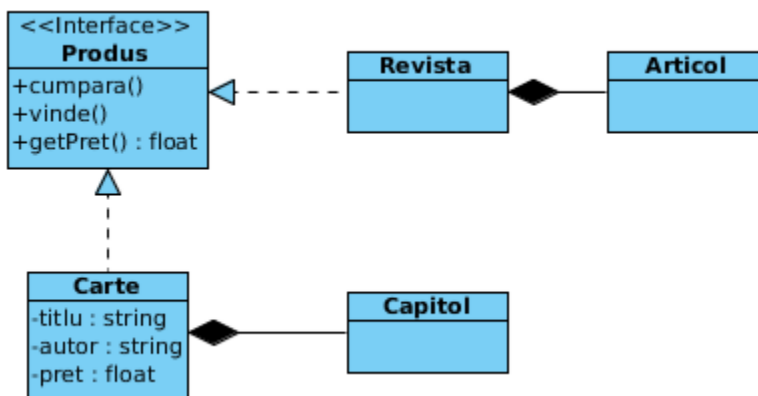 <<Interface>>
Produs
+cumpara()
+vinde()
+getPret() : float
Revista
Articol
Carte
-titlu : string
-autor : string
-pret : float
Capitol